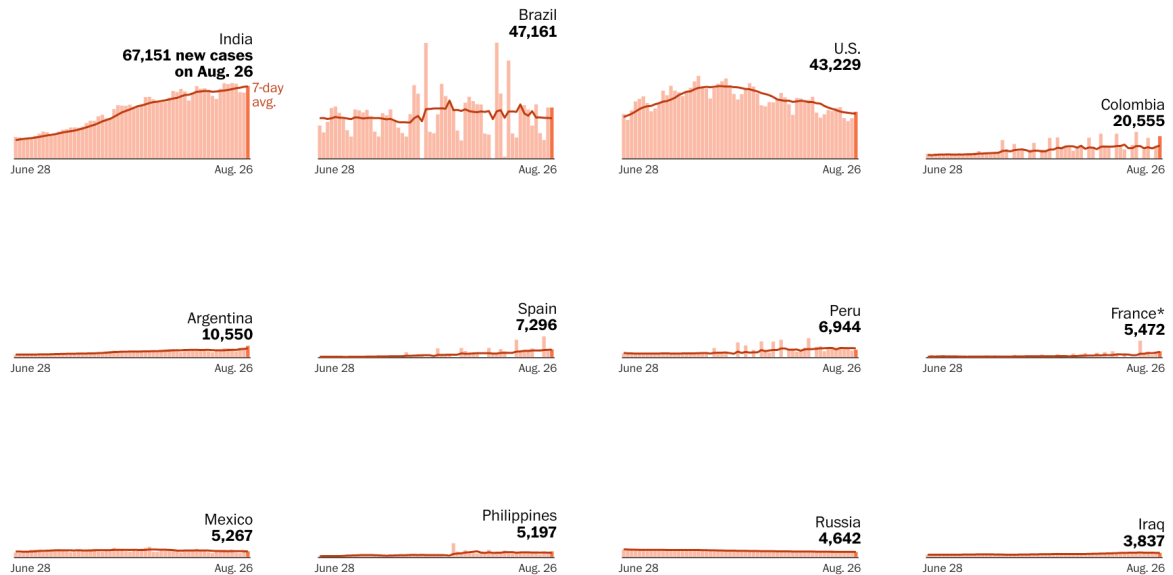 India
67,151 new cases
on Aug. 26
7-day
avg.
June 28
Aug. 26
Brazil
47,161
June 28
Aug. 26
U.S.
43,229
June 28
Aug. 26
Colombia
20,555
June 28
Aug. 26
Argentina
10,550
June 28
Aug. 26
Spain
7,296
June 28
Aug. 26
Peru
6,944
June 28
Aug. 26
France*
5,472
June 28
Aug. 26
Mexico
5,267
June 28
Aug. 26
Philippines
5,197
June 28
Aug. 26
Russia
4,642
June 28
Aug. 26
Iraq
3,837
June 28
Aug. 26